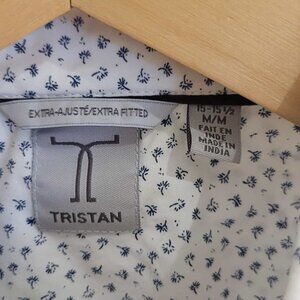 EXTRA-AJUSTÉ/EXTRA FITTED
TRISTAN
15-15½
M/M
FAIT EN
INDE
MADE IN
INDIA